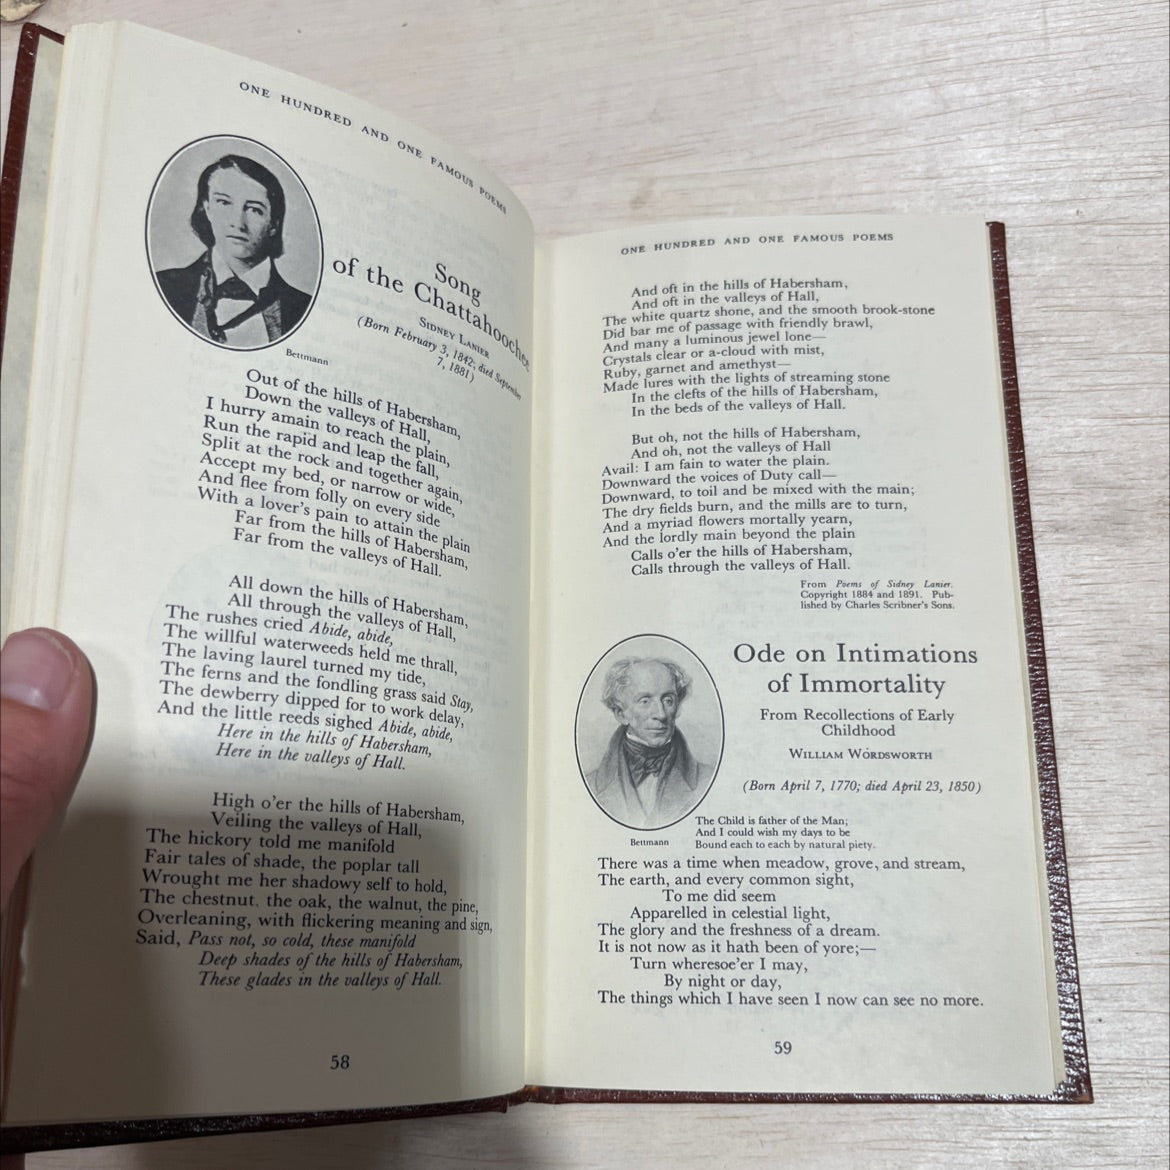 ONE HUNDRED AND ONE FAMOUS POEMS
Song
of the Chattahoochee
SIDNEY LANIER
(Born February 3, 1842; died September
7, 1881)
Bettmann
Out of the hills of Habersham,
Down the valleys of Hall,
I hurry amain to reach the plain,
Run the rapid and leap the fall,
Split at the rock and together again,
Accept my bed, or narrow or wide,
And flee from folly on every side
With a lover's pain to attain the plain
Far from the hills of Habersham,
Far from the valleys of Hall.
All down the hills of Habersham,
All through the valleys of Hall,
The rushes cried Abide, abide,
The willful waterweeds held me thrall,
The laving laurel turned my tide,
The ferns and the fondling grass said Stay,
The dewberry dipped for to work delay,
And the little reeds sighed Abide, abide,
Here in the hills of Habersham,
Here in the valleys of Hall.
High o'er the hills of Habersham,
Veiling the valleys of Hall,
The hickory told me manifold
Fair tales of shade, the poplar tall
Wrought me her shadowy self to hold,
The chestnut, the oak, the walnut, the pine,
Overleaning, with flickering meaning and sign,
Said, Pass not, so cold, these manifold
Deep shades of the hills of Habersham,
These glades in the valleys of Hall.
58
ONE HUNDRED AND ONE FAMOUS POEMS
And oft in the hills of Habersham,
And oft in the valleys of Hall,
The white quartz shone, and the smooth brook-stone
Did bar me of passage with friendly brawl,
And many a luminous jewel lone—
Crystals clear or a-cloud with mist,
Ruby, garnet and amethyst—
Made lures with the lights of streaming stone
In the clefts of the hills of Habersham,
In the beds of the valleys of Hall.
But oh, not the hills of Habersham,
And oh, not the valleys of Hall
Avail: I am fain to water the plain.
Downward the voices of Duty call—
Downward, to toil and be mixed with the main;
The dry fields burn, and the mills are to turn,
And a myriad flowers mortally yearn,
And the lordly main beyond the plain
Calls o'er the hills of Habersham,
Calls through the valleys of Hall.
From Poems of Sidney Lanier.
Copyright 1884 and 1891. Pub-
lished by Charles Scribner's Sons.
Ode on Intimations
of Immortality
From Recollections of Early
Childhood
WILLIAM WORDSWORTH
(Born April 7, 1770; died April 23, 1850)
The Child is father of the Man;
And I could wish my days to be
Bound each to each by natural piety.
Bettmann
There was a time when meadow, grove, and stream,
The earth, and every common sight,
To me did seem
Apparelled in celestial light,
The glory and the freshness of a dream.
It is not now as it hath been of yore;—
Turn wheresoe'er I may,
By night or day,
The things which I have seen I now can see no more.
59